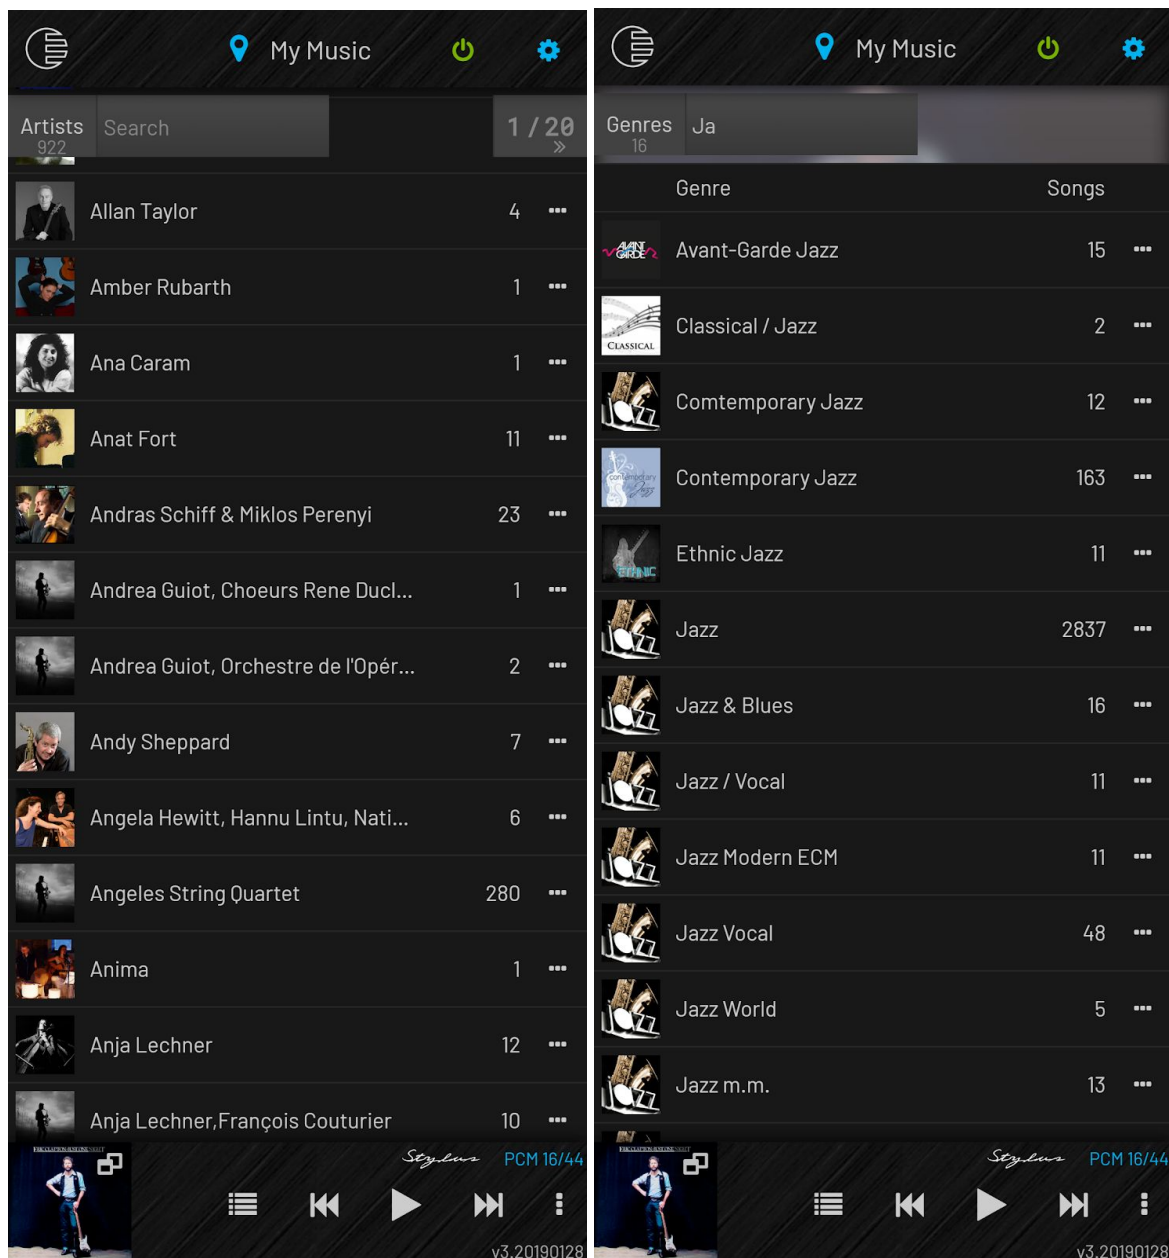 My Music
Artists
922
Search
1 / 20
»
Allan Taylor 4
Amber Rubarth 1
Ana Caram 1
Anat Fort 11
Andras Schiff & Miklos Perenyi 23
Andrea Guiot, Choeurs Rene Ducl... 1
Andrea Guiot, Orchestre de l'Opér... 2
Andy Sheppard 7
Angela Hewitt, Hannu Lintu, Nati... 6
Angeles String Quartet 280
Anima 1
Anja Lechner 12
Anja Lechner,François Couturier 10
Stylus PCM 16/44
v3.20190128
My Music
Genres
16
Ja
Genre Songs
AVANT
GARDE
Avant-Garde Jazz 15
CLASSICAL
Classical / Jazz 2
Comtemporary Jazz 12
contemporary
Jazz
Contemporary Jazz 163
ETHNIC
Ethnic Jazz 11
Jazz 2837
Jazz & Blues 16
Jazz / Vocal 11
Jazz Modern ECM 11
Jazz Vocal 48
Jazz World 5
Jazz m.m. 13
Stylus PCM 16/44
v3.20190128